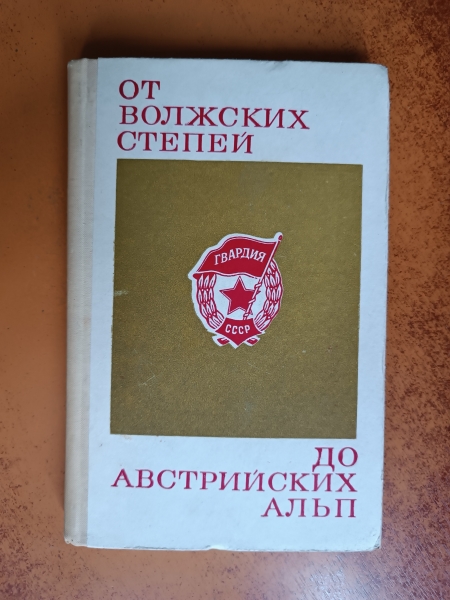 ОТ
ВОЛЖСКИХ
СТЕПЕЙ
ГВАРДИЯ
СССР
ДО
АВСТРИЙСКИХ
АЛЬП